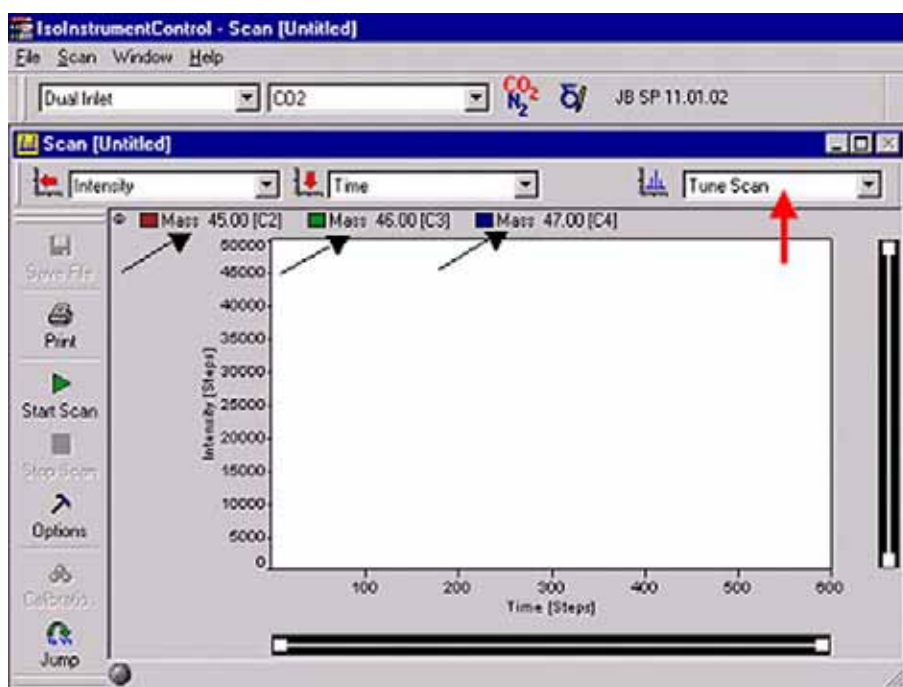 IsoInstrumentControl - Scan [Untitled]
File Scan Window Help
Dual Inlet CO2 CO2 N2 JB SP 11.01.02
Scan [Untitled]
Intensity Time Tune Scan
Mass 45.00 [C2] Mass 46.00 [C3] Mass 47.00 [C4]
Save File
Print
Start Scan
Stop Scan
Options
Jump
Intensity [Steps]
50000
45000
40000
35000
30000
25000
20000
15000
10000
5000
0
100 200 300 400 500 600
Time [Steps]